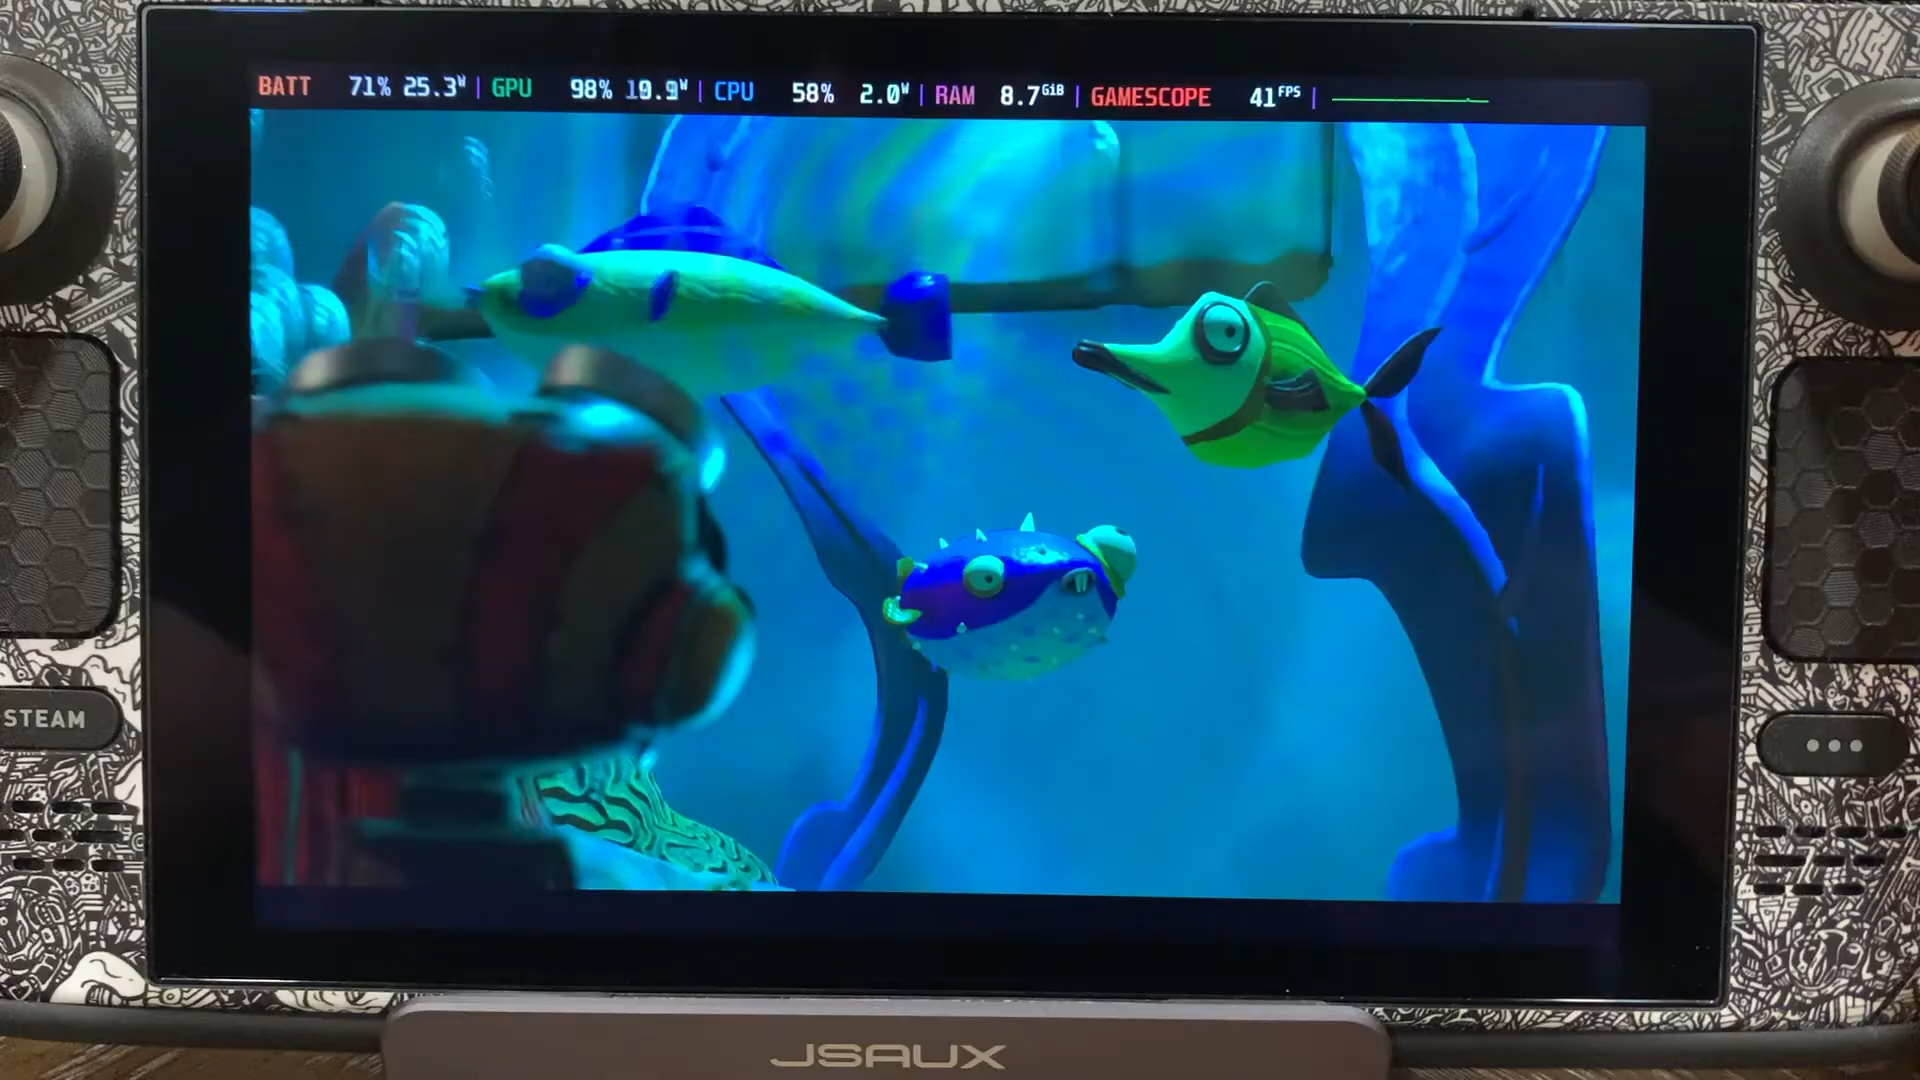 BATT 71% 25.3W | GPU 98% 19.9W | CPU 58% 2.0W | RAM 8.7GiB | GAMESCOPE 41FPS |
STEAM
JSAUX